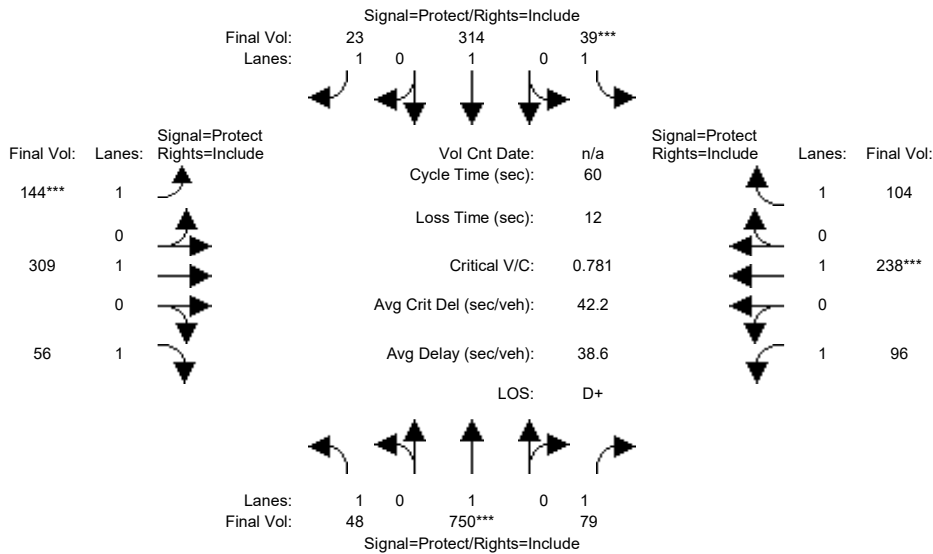 Signal=Protect/Rights=Include
Final Vol: 23 314 39***
Lanes: 1 0 1 0 1
Signal=Protect
Final Vol: Lanes: Rights=Include
Vol Cnt Date: n/a
Signal=Protect
Rights=Include Lanes: Final Vol:
Cycle Time (sec): 60
144*** 1
1 104
Loss Time (sec): 12
0
0
309 1
Critical V/C: 0.781
1 238***
0
Avg Crit Del (sec/veh): 42.2
0
56 1
Avg Delay (sec/veh): 38.6
1 96
LOS: D+
Lanes: 1 0 1 0 1
Final Vol: 48 750*** 79
Signal=Protect/Rights=Include